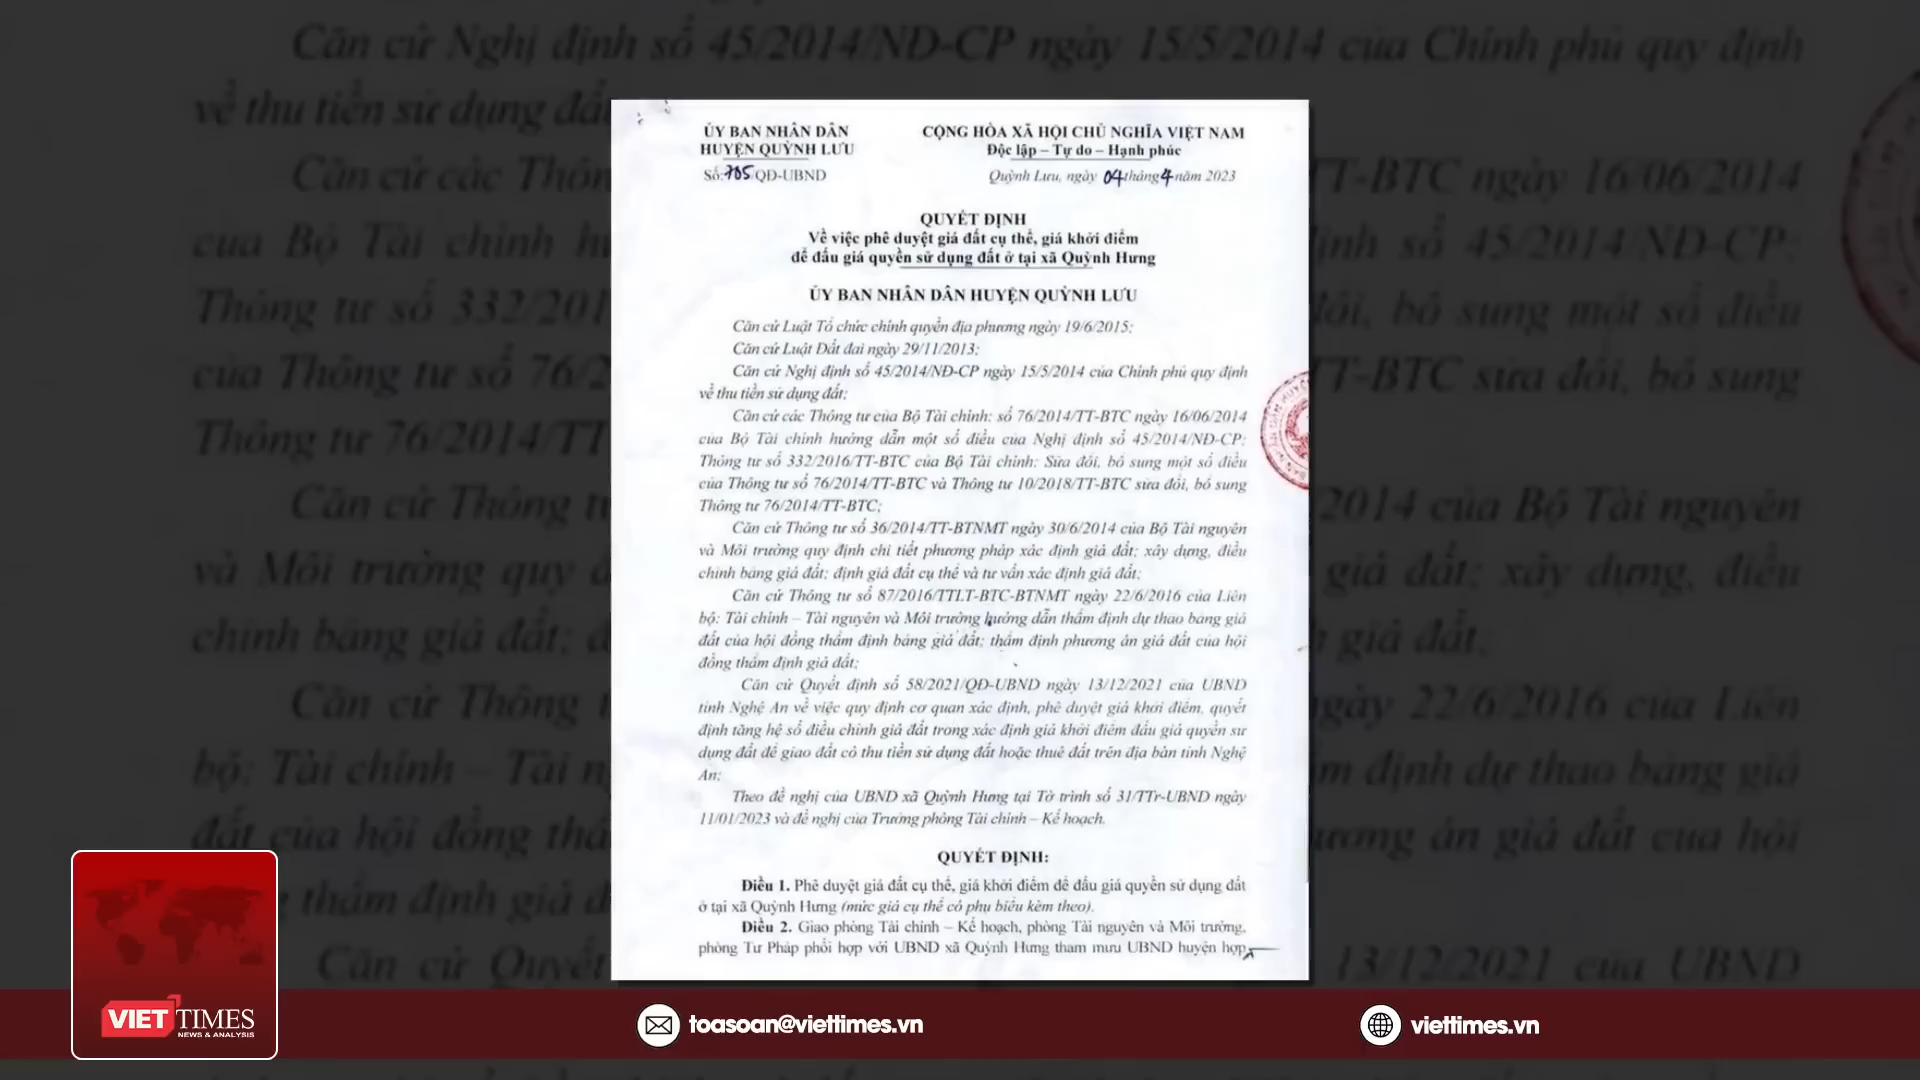 ỦY BAN NHÂN DÂN
HUYỆN QUỲNH LƯU
Số: 705/QĐ-UBND
CỘNG HÒA XÃ HỘI CHỦ NGHĨA VIỆT NAM
Độc lập – Tự do – Hạnh phúc
Quỳnh Lưu, ngày 04 tháng 4 năm 2023
QUYẾT ĐỊNH
Về việc phê duyệt giá đất cụ thể, giá khởi điểm
để đấu giá quyền sử dụng đất ở tại xã Quỳnh Hưng
ỦY BAN NHÂN DÂN HUYỆN QUỲNH LƯU
Căn cứ Luật Tổ chức chính quyền địa phương ngày 19/6/2015;
Căn cứ Luật Đất đai ngày 29/11/2013;
Căn cứ Nghị định số 45/2014/NĐ-CP ngày 15/5/2014 của Chính phủ quy định
về thu tiền sử dụng đất;
Căn cứ các Thông tư của Bộ Tài chính: số 76/2014/TT-BTC ngày 16/06/2014
của Bộ Tài chính hướng dẫn một số điều của Nghị định số 45/2014/NĐ-CP;
Thông tư số 332/2016/TT-BTC của Bộ Tài chính: Sửa đổi, bổ sung một số điều
của Thông tư số 76/2014/TT-BTC và Thông tư 10/2018/TT-BTC sửa đổi, bổ sung
Thông tư 76/2014/TT-BTC;
Căn cứ Thông tư số 36/2014/TT-BTNMT ngày 30/6/2014 của Bộ Tài nguyên
và Môi trường quy định chi tiết phương pháp xác định giá đất; xây dựng, điều
chỉnh bảng giá đất; định giá đất cụ thể và tư vấn xác định giá đất;
Căn cứ Thông tư số 87/2016/TTLT-BTC-BTNMT ngày 22/6/2016 của Liên
bộ: Tài chính – Tài nguyên và Môi trường hướng dẫn thẩm định dự thảo bảng giá
đất của hội đồng thẩm định bảng giá đất; thẩm định phương án giá đất của hội
đồng thẩm định giá đất;
Căn cứ Quyết định số 58/2021/QĐ-UBND ngày 13/12/2021 của UBND
tỉnh Nghệ An về việc quy định cơ quan xác định, phê duyệt giá khởi điểm, quyết
định tăng hệ số điều chỉnh giá đất trong xác định giá khởi điểm đấu giá quyền sử
dụng đất để giao đất có thu tiền sử dụng đất hoặc thuê đất trên địa bàn tỉnh Nghệ
An;
Theo đề nghị của UBND xã Quỳnh Hưng tại Tờ trình số 31/TTr-UBND ngày
11/01/2023 và đề nghị của Trưởng phòng Tài chính – Kế hoạch.
QUYẾT ĐỊNH:
Điều 1. Phê duyệt giá đất cụ thể, giá khởi điểm để đấu giá quyền sử dụng đất
ở tại xã Quỳnh Hưng (mức giá cụ thể có phụ biểu kèm theo).
Điều 2. Giao phòng Tài chính – Kế hoạch, phòng Tài nguyên và Môi trường,
phòng Tư Pháp phối hợp với UBND xã Quỳnh Hưng tham mưu UBND huyện hợp
VIETTIMES
NEWS & ANALYSIS
toasoan@viettimes.vn
viettimes.vn